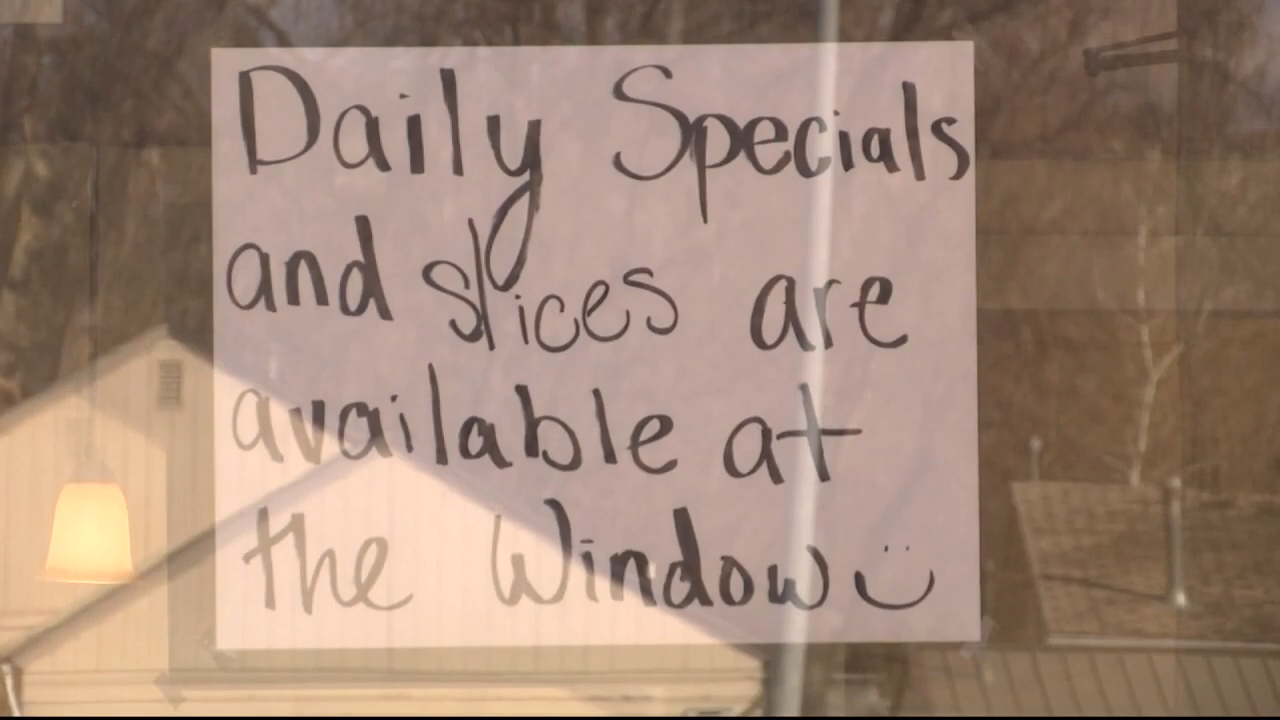 Daily Specials
and slices are
available at
the Window :)